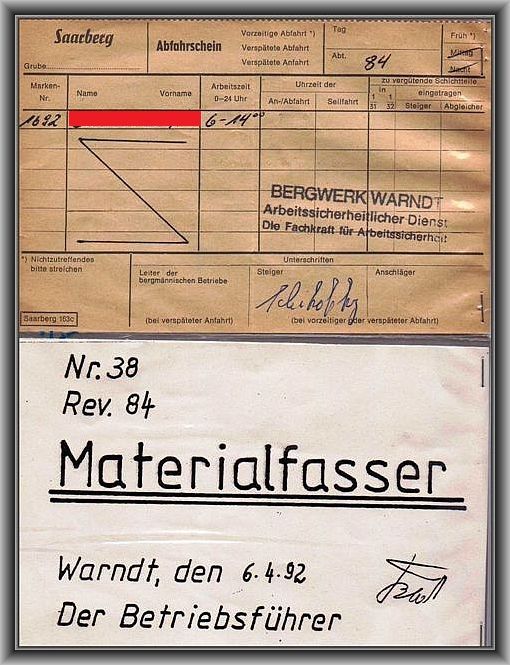 Saarberg
Grube
Abfahrschein
Vorzeitige Abfahrt *)
Verspätete Abfahrt
Verspätete Anfahrt
Tag
Abt. 84
Früh *)
Mittag
Nacht
Marken-
Nr.
Name Vorname
Arbeitszeit
0–24 Uhr
Uhrzeit der
An-/Abfahrt Seilfahrt
zu vergütende Schichtteile
in
1 1
31 32
eingetragen
Steiger Abgleicher
1692 6-14⁰⁰
BERGWERK WARNDT
Arbeitssicherheitlicher Dienst
Die Fachkraft für Arbeitssicherheit
*) Nichtzutreffendes
bitte streichen
Unterschriften
Leiter der
bergmännischen Betriebe
Steiger
Anschläger
(bei verspäteter Anfahrt)
(bei vorzeitiger oder verspäteter Abfahrt)
Saarberg 163c
Nr. 38
Rev. 84
Materialfasser
Warndt, den 6.4.92
Der Betriebsführer